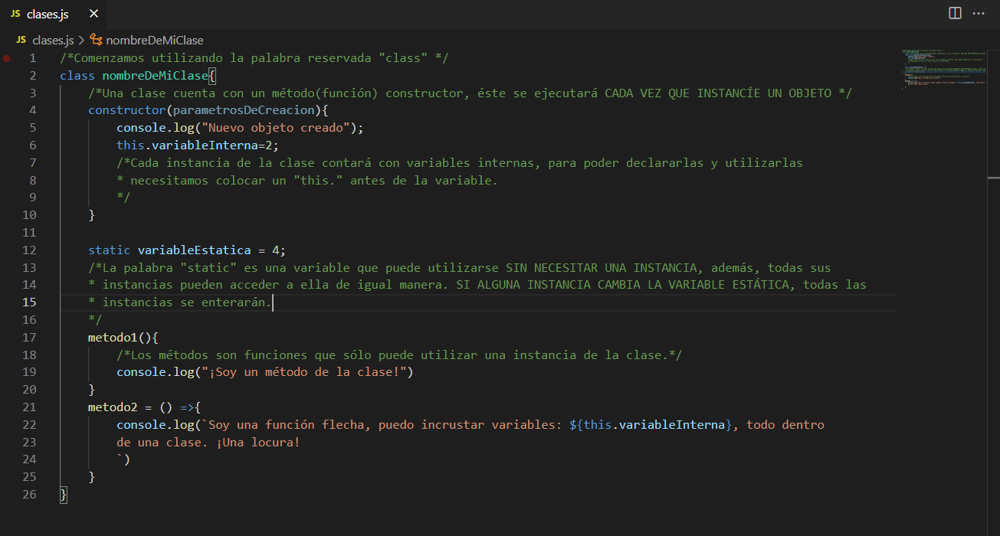 JS clases.js ×
JS clases.js > nombreDeMiClase
1 /*Comenzamos utilizando la palabra reservada "class" */
2 class nombreDeMiClase{
3 /*Una clase cuenta con un método(función) constructor, éste se ejecutará CADA VEZ QUE INSTANCÍE UN OBJETO */
4 constructor(parametrosDeCreacion){
5 console.log("Nuevo objeto creado");
6 this.variableInterna=2;
7 /*Cada instancia de la clase contará con variables internas, para poder declararlas y utilizarlas
8 * necesitamos colocar un "this." antes de la variable.
9 */
10 }
11
12 static variableEstatica = 4;
13 /*La palabra "static" es una variable que puede utilizarse SIN NECESITAR UNA INSTANCIA, además, todas sus
14 * instancias pueden acceder a ella de igual manera. SI ALGUNA INSTANCIA CAMBIA LA VARIABLE ESTÁTICA, todas las
15 * instancias se enterarán.
16 */
17 metodo1(){
18 /*Los métodos son funciones que sólo puede utilizar una instancia de la clase.*/
19 console.log("¡Soy un método de la clase!")
20 }
21 metodo2 = () =>{
22 console.log(`Soy una función flecha, puedo incrustar variables: ${this.variableInterna}, todo dentro
23 de una clase. ¡Una locura!
24 `)
25 }
26 }